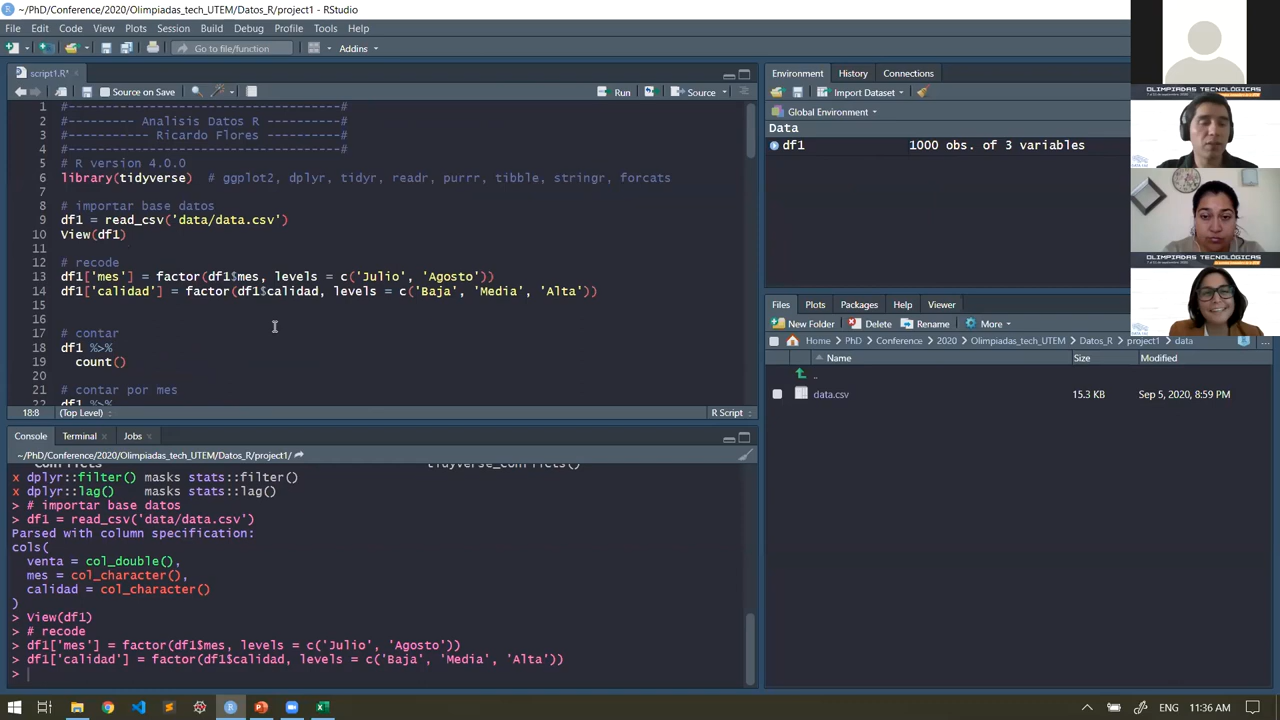 ~/PhD/Conference/2020/Olimpiadas_tech_UTEM/Datos_R/project1 - RStudio
File Edit Code View Plots Session Build Debug Profile Tools Help
Go to file/function Addins
script1.R*
Source on Save Run Source
1 #-----------------------------------#
2 #--------- Analisis Datos R ----------#
3 #---------- Ricardo Flores ----------#
4 #-----------------------------------#
5 # R version 4.0.0
6 library(tidyverse) # ggplot2, dplyr, tidyr, readr, purrr, tibble, stringr, forcats
7
8 # importar base datos
9 df1 = read_csv('data/data.csv')
10 View(df1)
11
12 # recode
13 df1['mes'] = factor(df1$mes, levels = c('Julio', 'Agosto'))
14 df1['calidad'] = factor(df1$calidad, levels = c('Baja', 'Media', 'Alta'))
15
16
17 # contar
18 df1 %>%
19 count()
20
21 # contar por mes
22 df1 %>%
18:8 (Top Level) R Script
Console Terminal Jobs
~/PhD/Conference/2020/Olimpiadas_tech_UTEM/Datos_R/project1/
Conflicts tidyverse_conflicts()
x dplyr::filter() masks stats::filter()
x dplyr::lag() masks stats::lag()
> # importar base datos
> df1 = read_csv('data/data.csv')
Parsed with column specification:
cols(
venta = col_double(),
mes = col_character(),
calidad = col_character()
)
> View(df1)
> # recode
> df1['mes'] = factor(df1$mes, levels = c('Julio', 'Agosto'))
> df1['calidad'] = factor(df1$calidad, levels = c('Baja', 'Media', 'Alta'))
>
Environment History Connections
Import Dataset
Global Environment
Data
df1 1000 obs. of 3 variables
Files Plots Packages Help Viewer
New Folder Delete Rename More
Home PhD Conference 2020 Olimpiadas_tech_UTEM Datos_R project1 data
Name Size Modified
..
data.csv 15.3 KB Sep 5, 2020, 8:59 PM
OLIMPIADAS TECNOLÓGICAS
OLIMPIADAS TECNOLÓGICAS
ENG 11:36 AM